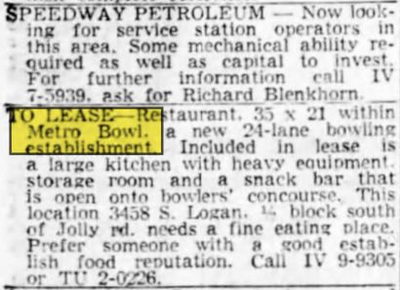 SPEEDWAY PETROLEUM — Now look-
ing for service station operators in
this area. Some mechanical ability re-
quired as well as capital to invest.
For further information call IV
7-5939, ask for Richard Blenkhorn.
TO LEASE—Restaurant, 35 x 21 within
Metro Bowl, a new 24-lane bowling
establishment. Included in lease is
a large kitchen with heavy equipment,
storage room and a snack bar that
is open onto bowlers' concourse. This
location 3458 S. Logan, block south
of Jolly rd. needs a fine eating place.
Prefer someone with a good estab-
lish food reputation. Call IV 9-9305
or TU 2-0226.